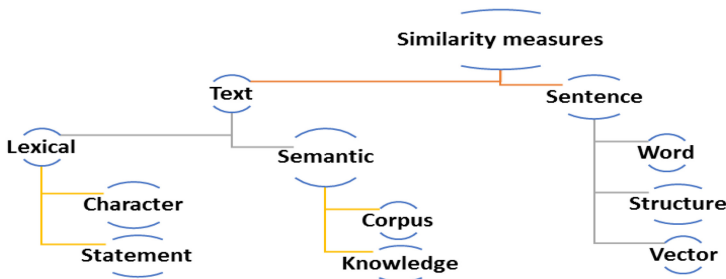 Similarity measures
Text
Sentence
Lexical
Semantic
Word
Character
Corpus
Structure
Statement
Knowledge
Vector